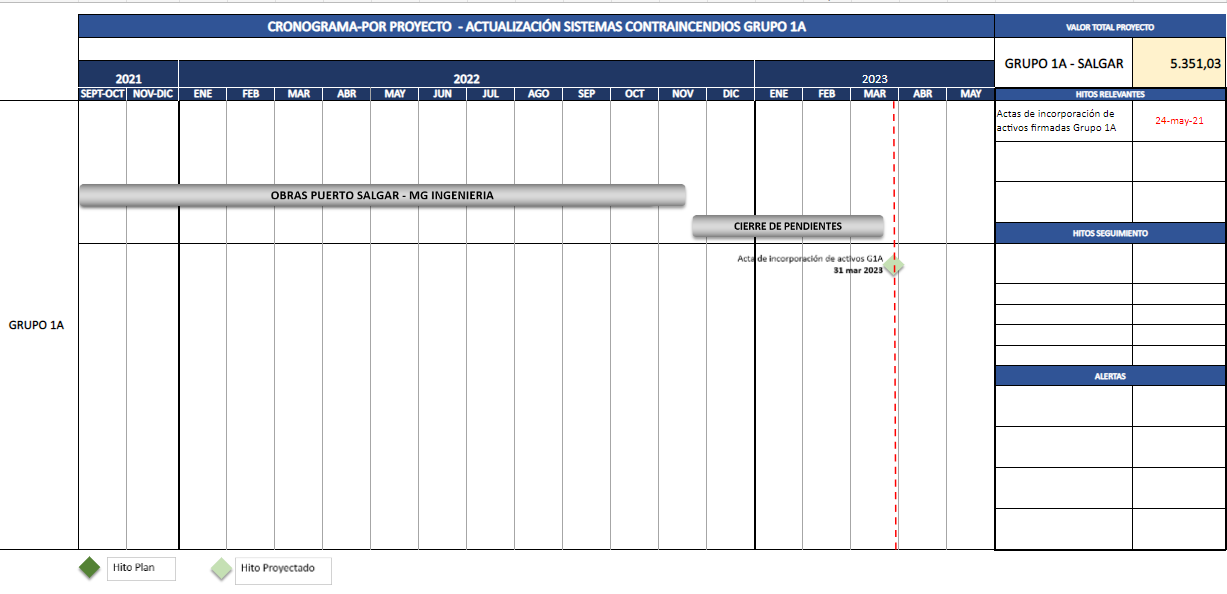 CRONOGRAMA-POR PROYECTO - ACTUALIZACIÓN SISTEMAS CONTRAINCENDIOS GRUPO 1A
VALOR TOTAL PROYECTO
GRUPO 1A - SALGAR 5.351,03
2021 2022 2023
SEPT-OCT NOV-DIC ENE FEB MAR ABR MAY JUN JUL AGO SEP OCT NOV DIC ENE FEB MAR ABR MAY
HITOS RELEVANTES
Actas de incorporación de
activos firmadas Grupo 1A
24-may-21
OBRAS PUERTO SALGAR - MG INGENIERIA
CIERRE DE PENDIENTES
HITOS SEGUIMIENTO
Acta de incorporación de activos G1A
31 mar 2023
GRUPO 1A
ALERTAS
Hito Plan
Hito Proyectado